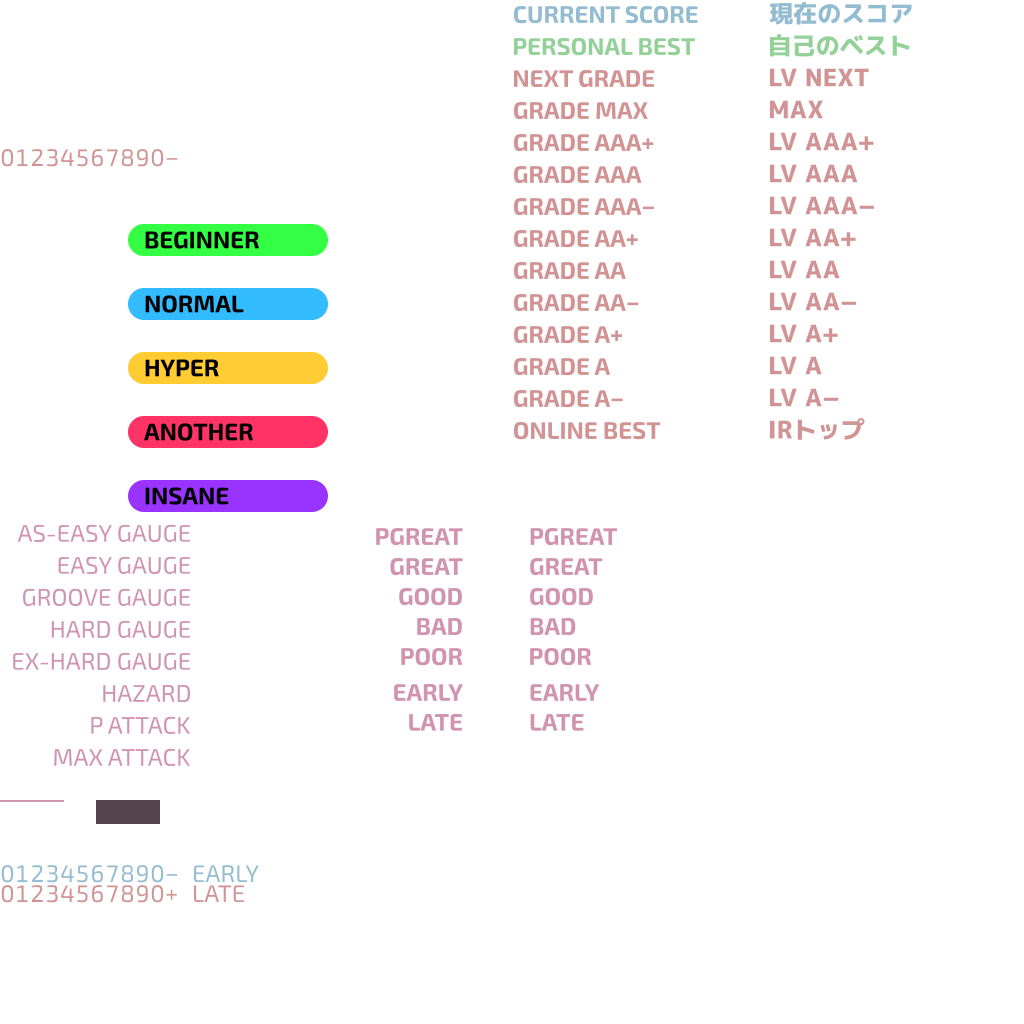 CURRENT SCORE 現在のスコア
PERSONAL BEST 自己のベスト
NEXT GRADE LV NEXT
GRADE MAX MAX
GRADE AAA+ LV AAA+
01234567890–
GRADE AAA LV AAA
GRADE AAA– LV AAA–
BEGINNER GRADE AA+ LV AA+
GRADE AA LV AA
NORMAL GRADE AA– LV AA–
GRADE A+ LV A+
HYPER GRADE A LV A
GRADE A– LV A–
ANOTHER ONLINE BEST IRトップ
INSANE
AS-EASY GAUGE PGREAT PGREAT
EASY GAUGE GREAT GREAT
GROOVE GAUGE GOOD GOOD
HARD GAUGE BAD BAD
EX-HARD GAUGE POOR POOR
HAZARD EARLY EARLY
P ATTACK LATE LATE
MAX ATTACK
01234567890– EARLY
01234567890+ LATE